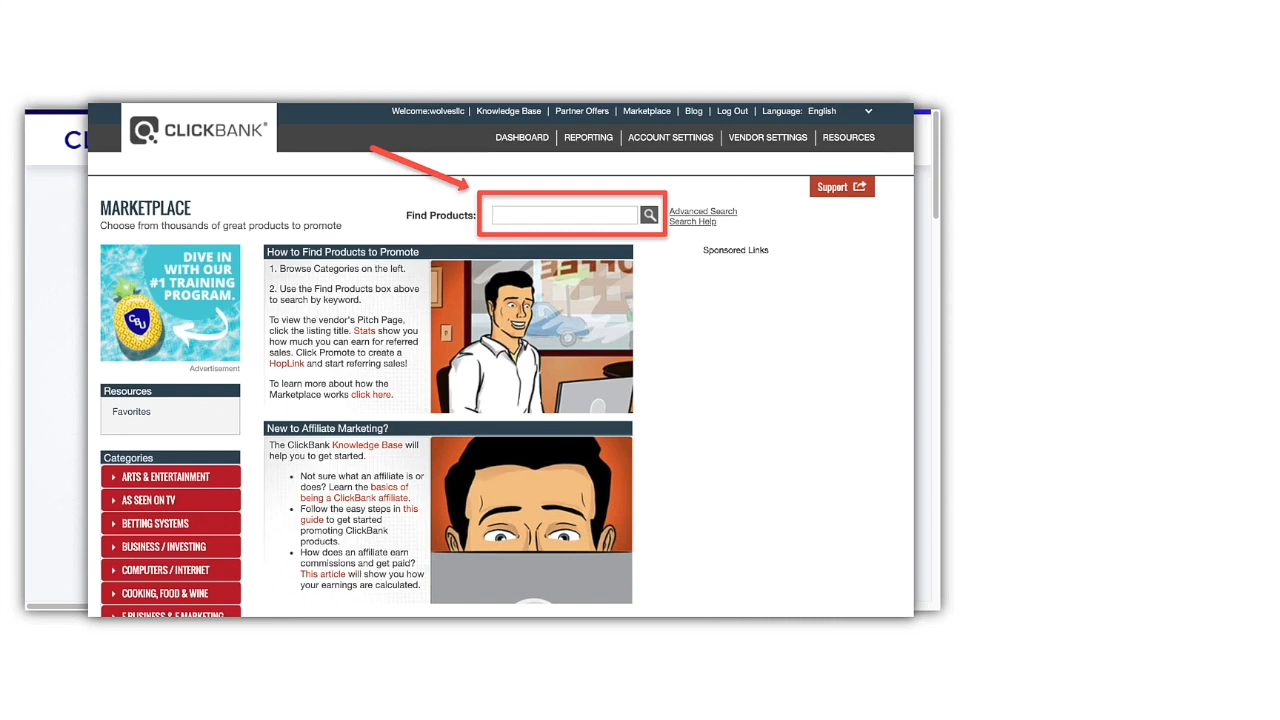 Welcome:wolvesllc | Knowledge Base | Partner Offers | Marketplace | Blog | Log Out | Language: English
CL
CLICKBANK®
DASHBOARD | REPORTING | ACCOUNT SETTINGS | VENDOR SETTINGS | RESOURCES
Support
MARKETPLACE
Choose from thousands of great products to promote
Find Products:
Advanced Search
Search Help
DIVE IN
WITH OUR
#1 TRAINING
PROGRAM.
CBU
Advertisement
Resources
Favorites
Categories
ARTS & ENTERTAINMENT
AS SEEN ON TV
BETTING SYSTEMS
BUSINESS / INVESTING
COMPUTERS / INTERNET
COOKING, FOOD & WINE
E-BUSINESS & E-MARKETING
How to Find Products to Promote
1. Browse Categories on the left.
2. Use the Find Products box above
to search by keyword.
To view the vendor's Pitch Page,
click the listing title. Stats show you
how much you can earn for referred
sales. Click Promote to create a
HopLink and start referring sales!
To learn more about how the
Marketplace works click here.
COFFEE
New to Affiliate Marketing?
The ClickBank Knowledge Base will
help you to get started.
• Not sure what an affiliate is or
does? Learn the basics of
being a ClickBank affiliate.
• Follow the easy steps in this
guide to get started
promoting ClickBank
products.
• How does an affiliate earn
commissions and get paid?
This article will show you how
your earnings are calculated.
Sponsored Links